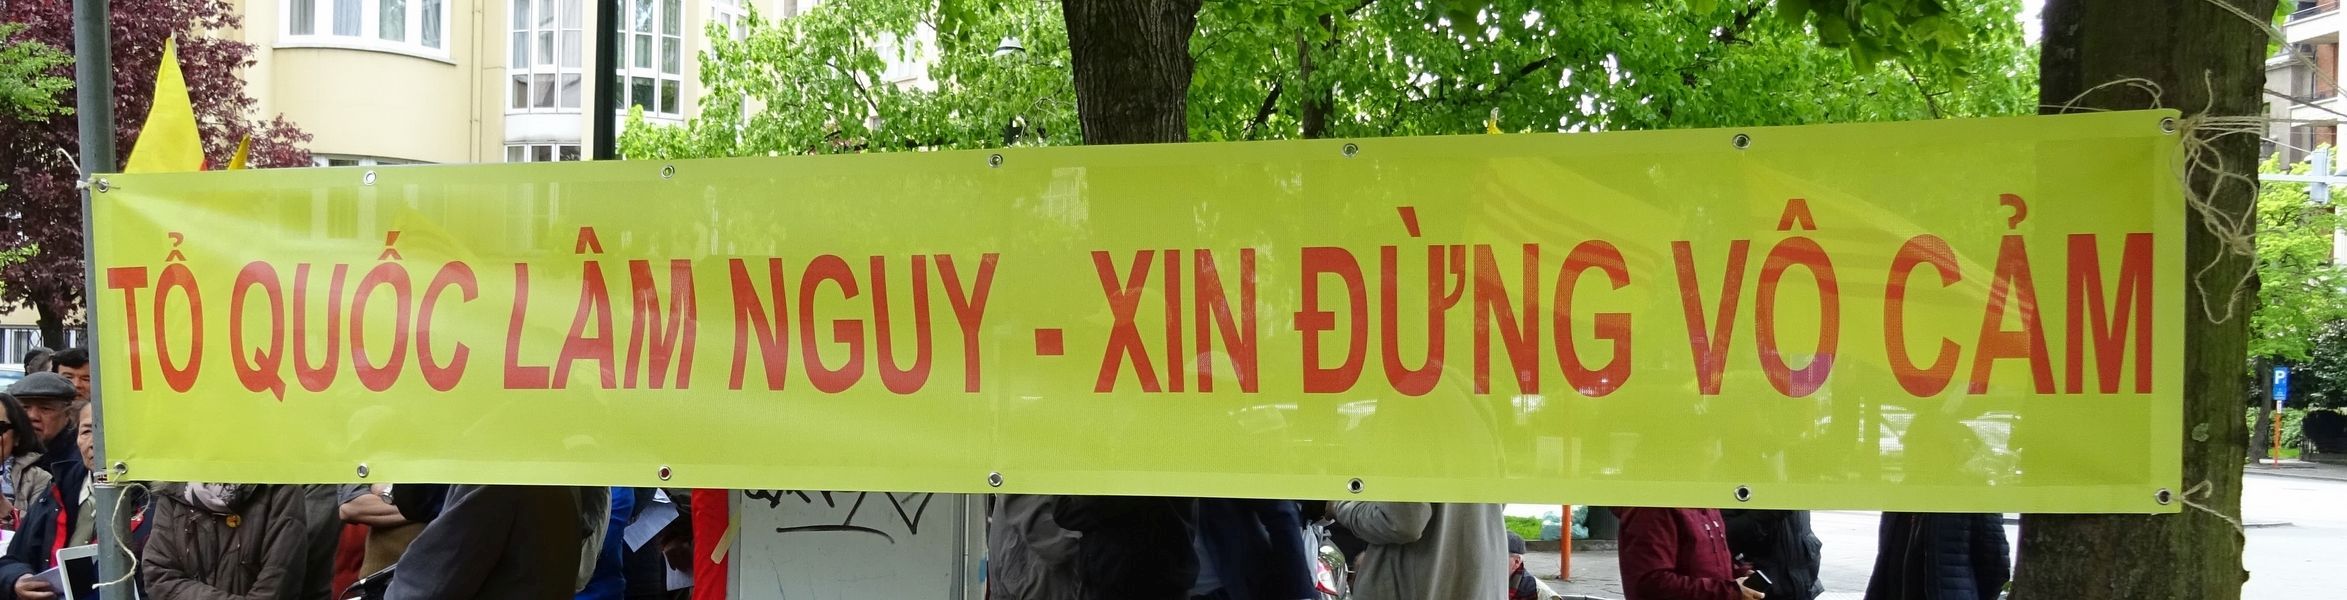 TỔ QUỐC LÂM NGUY - XIN ĐỪNG VÔ CẢM
P